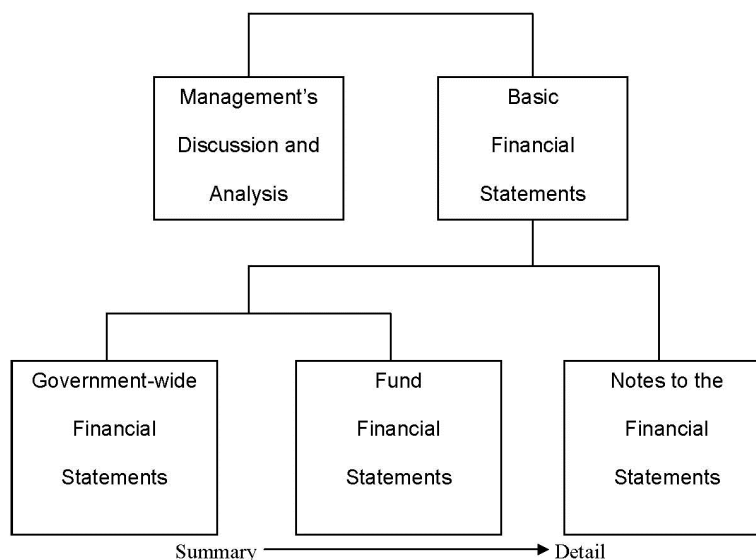 Management's
Discussion and
Analysis
Basic
Financial
Statements
Government-wide
Financial
Statements
Fund
Financial
Statements
Notes to the
Financial
Statements
Summary
Detail